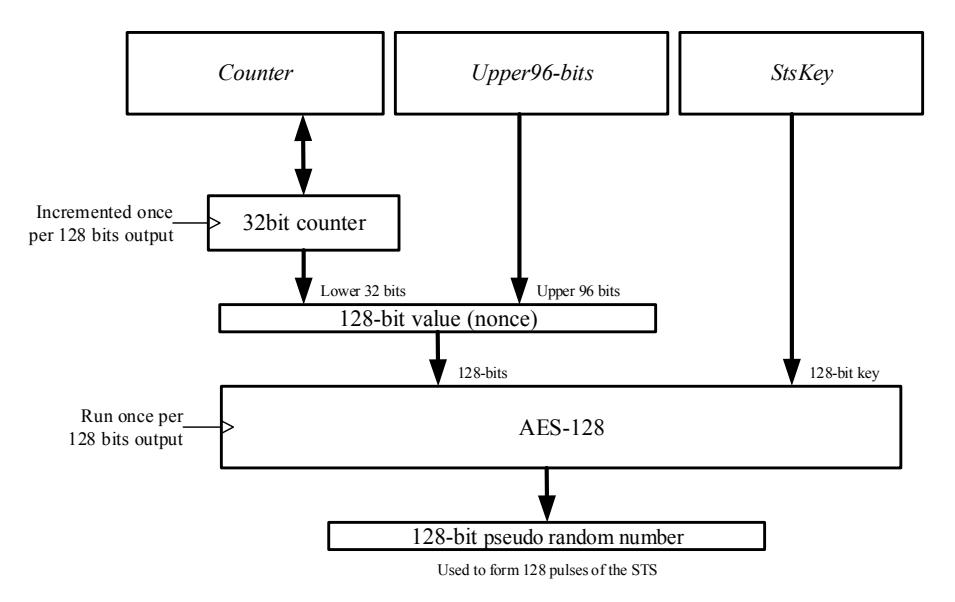 Counter
Upper96-bits
StsKey
Incremented once
per 128 bits output
32bit counter
Lower 32 bits
Upper 96 bits
128-bit value (nonce)
128-bits
128-bit key
Run once per
128 bits output
AES-128
128-bit pseudo random number
Used to form 128 pulses of the STS